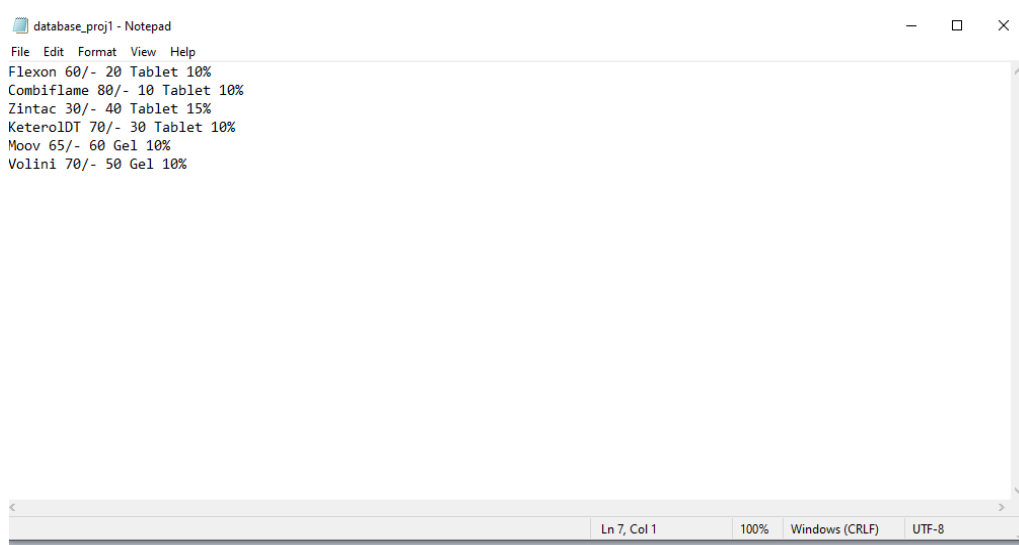 database_proj1 - Notepad
File Edit Format View Help
Flexon 60/- 20 Tablet 10%
Combiflame 80/- 10 Tablet 10%
Zintac 30/- 40 Tablet 15%
KeterolDT 70/- 30 Tablet 10%
Moov 65/- 60 Gel 10%
Volini 70/- 50 Gel 10%
Ln 7, Col 1 100% Windows (CRLF) UTF-8